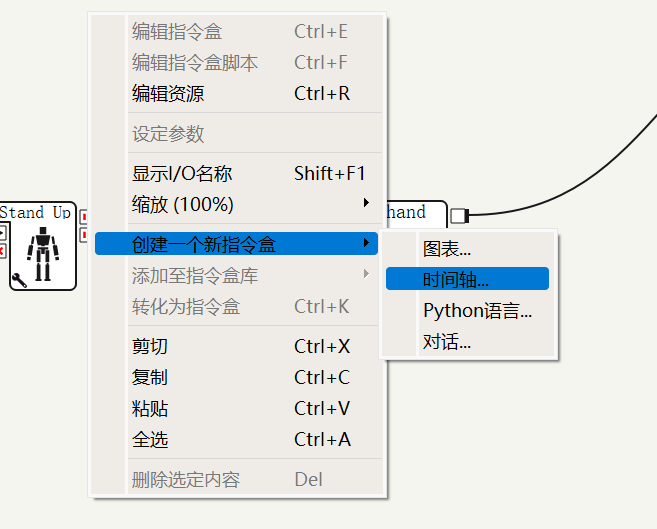 编辑指令盒 Ctrl+E
编辑指令盒脚本 Ctrl+F
编辑资源 Ctrl+R
设定参数
显示I/O名称 Shift+F1
缩放 (100%)
创建一个新指令盒
添加至指令盒库
转化为指令盒 Ctrl+K
剪切 Ctrl+X
复制 Ctrl+C
粘贴 Ctrl+V
全选 Ctrl+A
删除选定内容 Del
Stand Up
hand
图表...
时间轴...
Python语言...
对话...